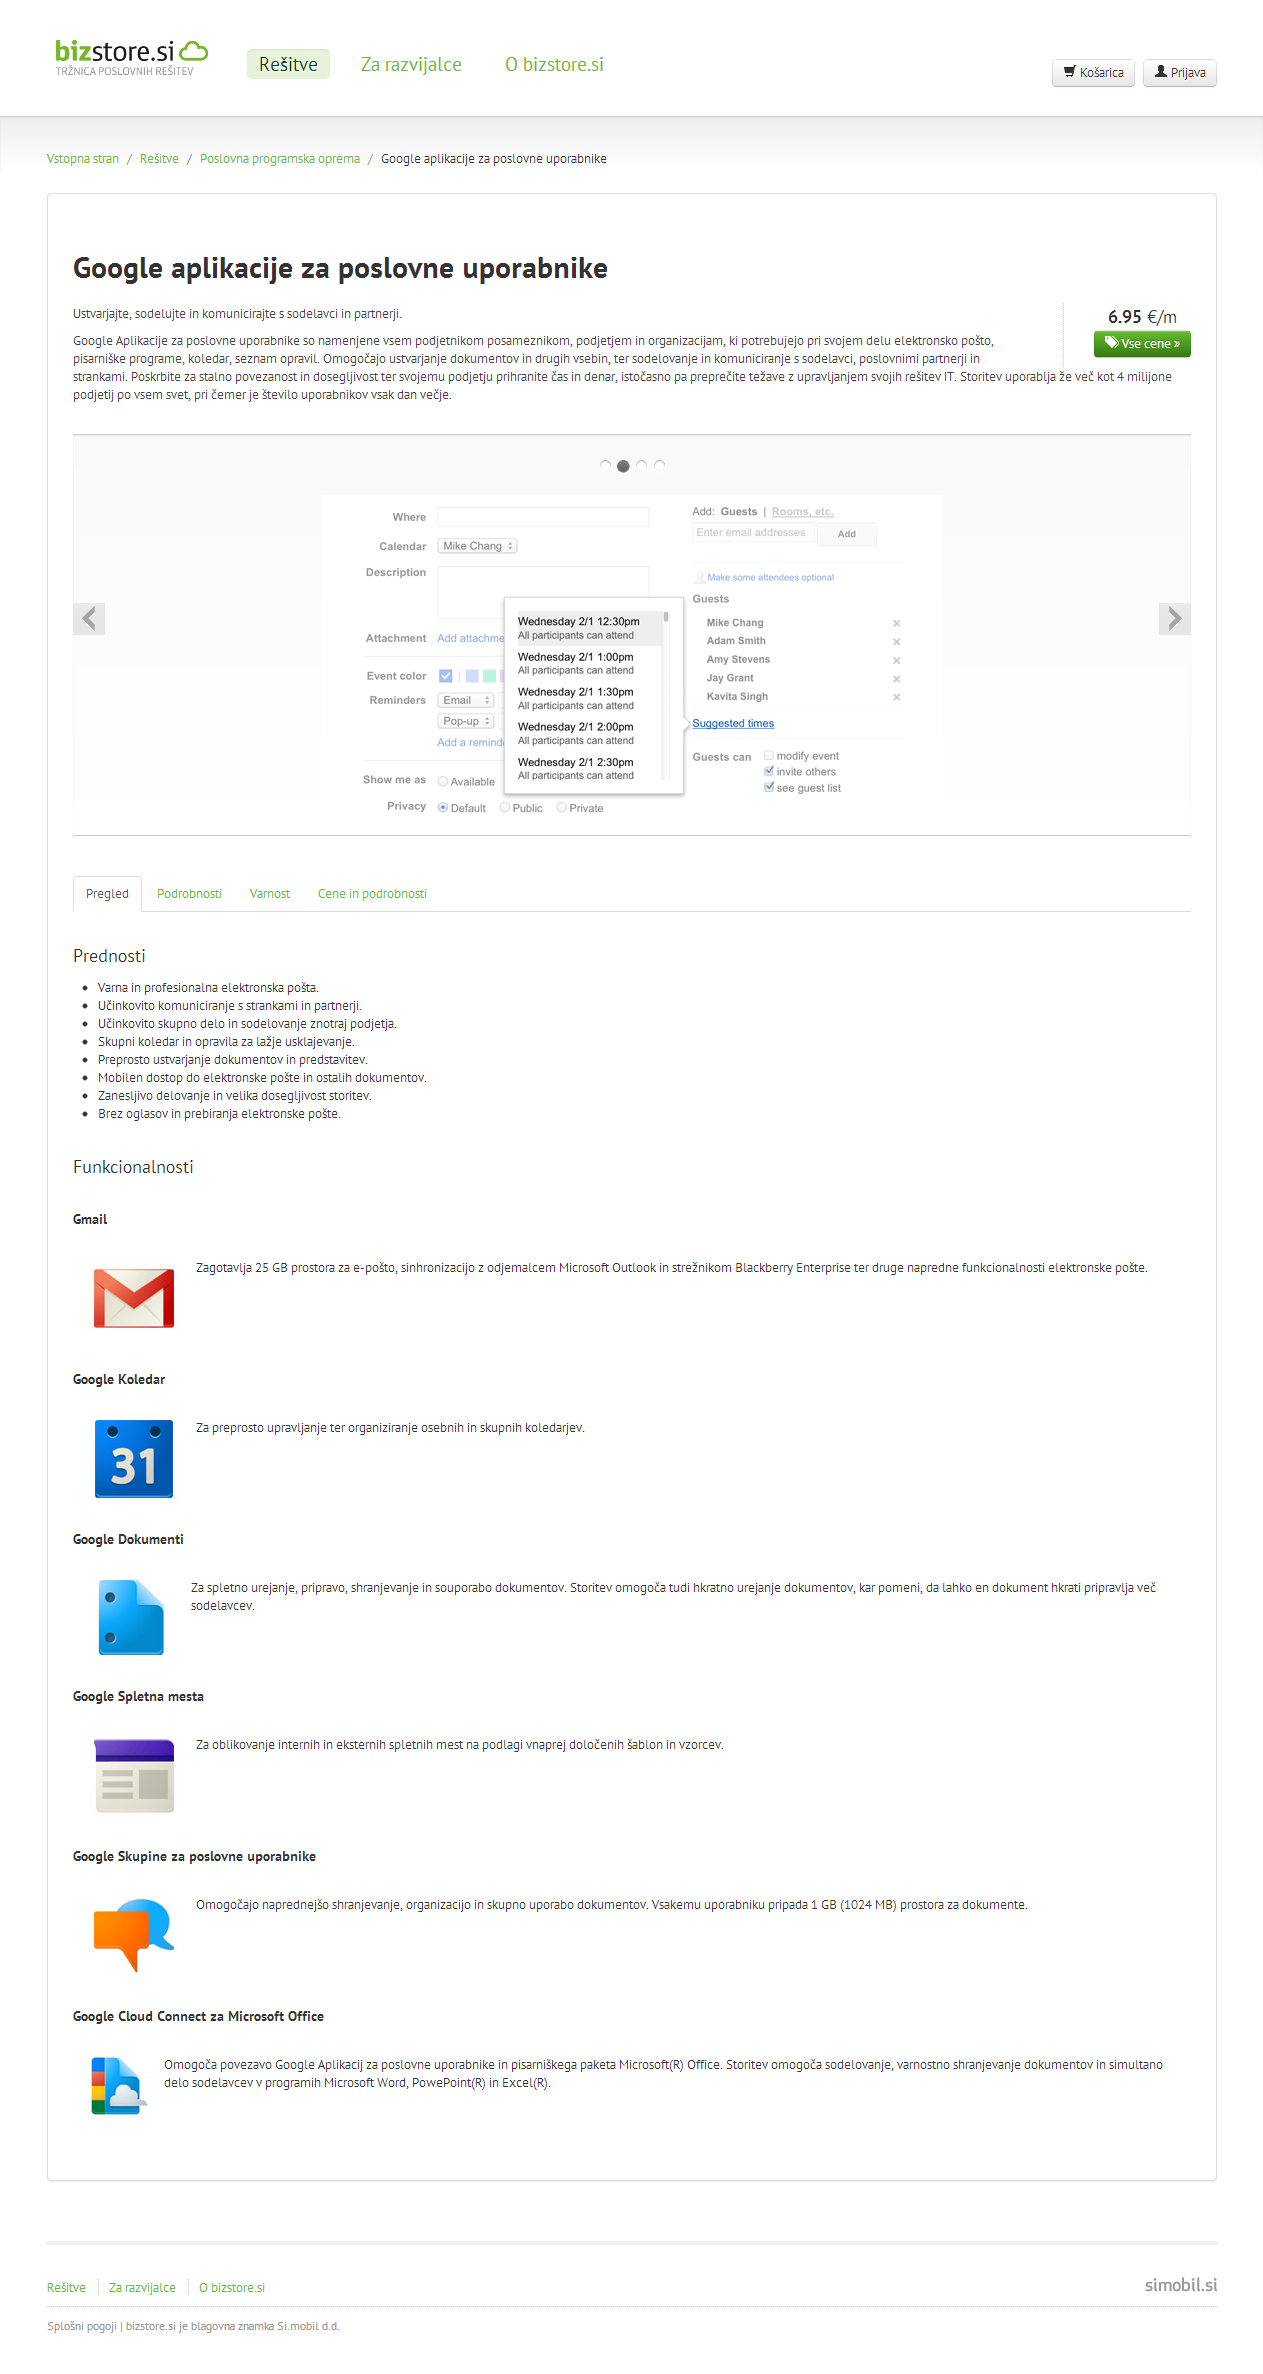 bizstore.si
TRŽNICA POSLOVNIH REŠITEV
Rešitve
Za razvijalce
O bizstore.si
Košarica
Prijava
Vstopna stran / Rešitve / Poslovna programska oprema / Google aplikacije za poslovne uporabnike
Google aplikacije za poslovne uporabnike
Ustvarjajte, sodelujte in komunicirajte s sodelavci in partnerji.
6.95 €/m
Vse cene »
Google Aplikacije za poslovne uporabnike so namenjene vsem podjetnikom posameznikom, podjetjem in organizacijam, ki potrebujejo pri svojem delu elektronsko pošto,
pisarniške programe, koledar, seznam opravil. Omogočajo ustvarjanje dokumentov in drugih vsebin, ter sodelovanje in komuniciranje s sodelavci, poslovnimi partnerji in
strankami. Poskrbite za stalno povezanost in dosegljivost ter svojemu podjetju prihranite čas in denar, istočasno pa preprečite težave z upravljanjem svojih rešitev IT. Storitev uporablja že več kot 4 milijone
podjetij po vsem svet, pri čemer je število uporabnikov vsak dan večje.
Where
Calendar Mike Chang
Description
Attachment Add attachme
Event color
Reminders Email
Pop-up
Add a remind
Show me as Available
Privacy Default Public Private
Wednesday 2/1 12:30pm
All participants can attend
Wednesday 2/1 1:00pm
All participants can attend
Wednesday 2/1 1:30pm
All participants can attend
Wednesday 2/1 2:00pm
All participants can attend
Wednesday 2/1 2:30pm
All participants can attend
Add: Guests | Rooms, etc.
Enter email addresses Add
Make some attendees optional
Guests
Mike Chang
Adam Smith
Amy Stevens
Jay Grant
Kavita Singh
Suggested times
Guests can modify event
invite others
see guest list
Pregled
Podrobnosti
Varnost
Cene in podrobnosti
Prednosti
Varna in profesionalna elektronska pošta.
Učinkovito komuniciranje s strankami in partnerji.
Učinkovito skupno delo in sodelovanje znotraj podjetja.
Skupni koledar in opravila za lažje usklajevanje.
Preprosto ustvarjanje dokumentov in predstavitev.
Mobilen dostop do elektronske pošte in ostalih dokumentov.
Zanesljivo delovanje in velika dosegljivost storitev.
Brez oglasov in prebiranja elektronske pošte.
Funkcionalnosti
Gmail
Zagotavlja 25 GB prostora za e-pošto, sinhronizacijo z odjemalcem Microsoft Outlook in strežnikom Blackberry Enterprise ter druge napredne funkcionalnosti elektronske pošte.
Google Koledar
31
Za preprosto upravljanje ter organiziranje osebnih in skupnih koledarjev.
Google Dokumenti
Za spletno urejanje, pripravo, shranjevanje in souporabo dokumentov. Storitev omogoča tudi hkratno urejanje dokumentov, kar pomeni, da lahko en dokument hkrati pripravlja več
sodelavcev.
Google Spletna mesta
Za oblikovanje internih in eksternih spletnih mest na podlagi vnaprej določenih šablon in vzorcev.
Google Skupine za poslovne uporabnike
Omogočajo naprednejšo shranjevanje, organizacijo in skupno uporabo dokumentov. Vsakemu uporabniku pripada 1 GB (1024 MB) prostora za dokumente.
Google Cloud Connect za Microsoft Office
Omogoča povezavo Google Aplikacij za poslovne uporabnike in pisarniškega paketa Microsoft(R) Office. Storitev omogoča sodelovanje, varnostno shranjevanje dokumentov in simultano
delo sodelavcev v programih Microsoft Word, PowePoint(R) in Excel(R).
Rešitve
Za razvijalce
O bizstore.si
simobil.si
Splošni pogoji | bizstore.si je blagovna znamka Si.mobil d.d.